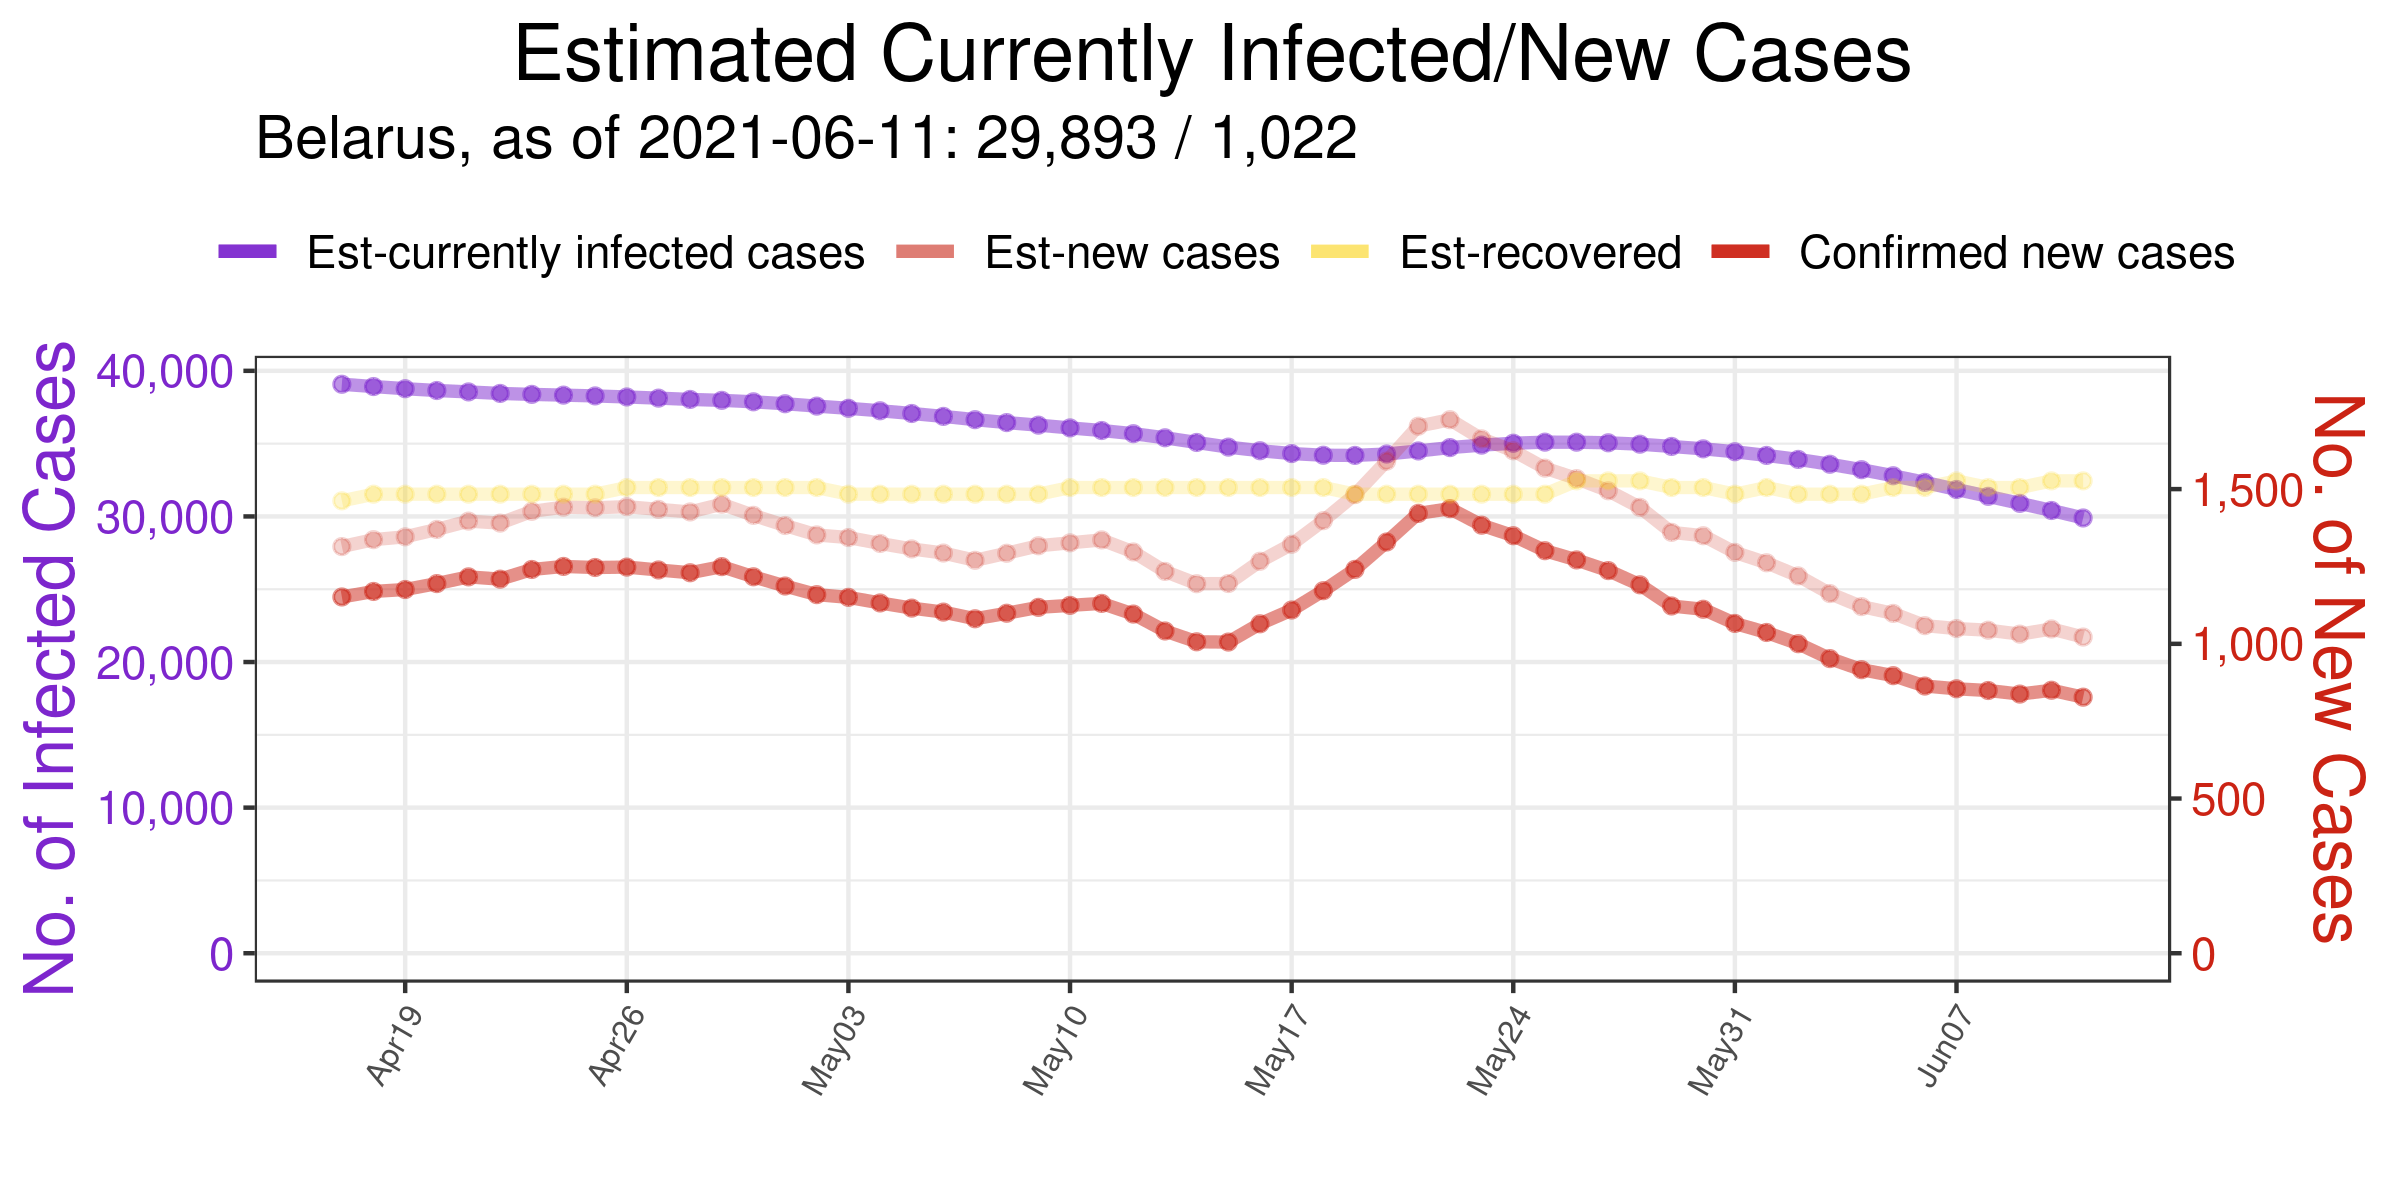 Estimated Currently Infected/New Cases
Belarus, as of 2021-06-11: 29,893 / 1,022
Est-currently infected cases
Est-new cases
Est-recovered
Confirmed new cases
No. of Infected Cases
40,000
30,000
20,000
10,000
0
1,500
1,000
500
0
No. of New Cases
Apr19
Apr26
May03
May10
May17
May24
May31
Jun07